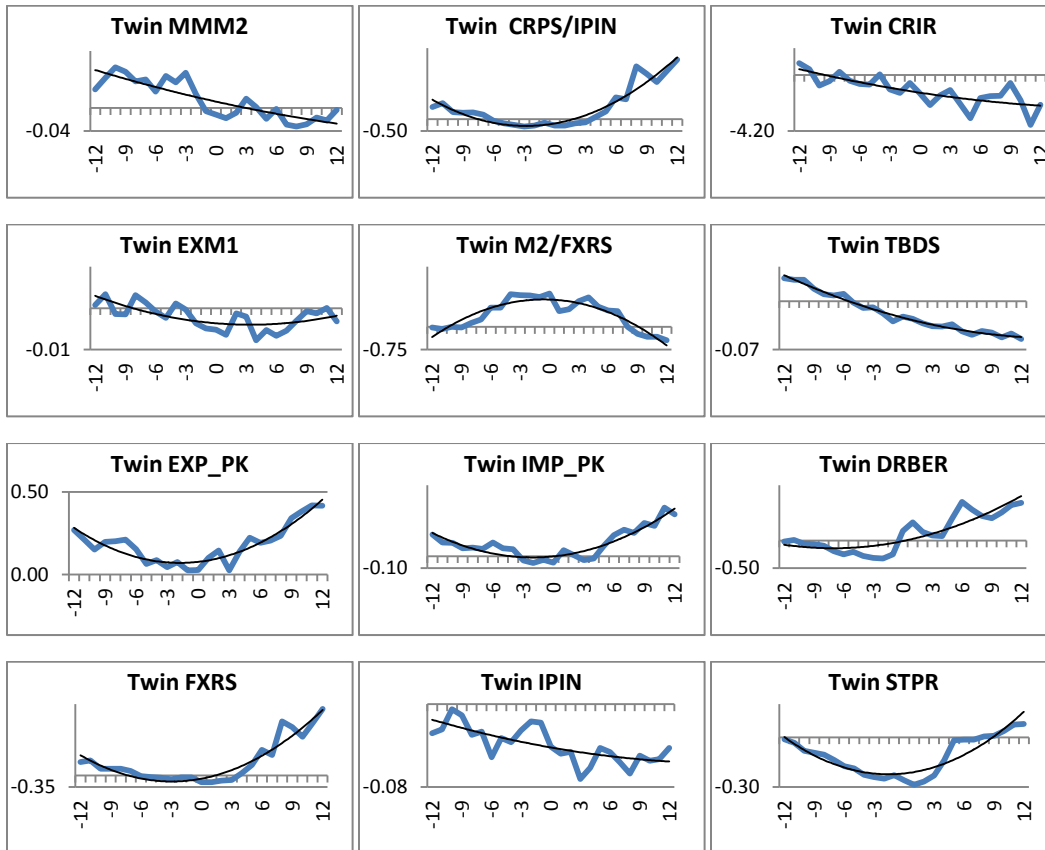 Twin MMM2
-0.04
-12 -9 -6 -3 0 3 6 9 12
Twin CRPS/IPIN
-0.50
-12 -9 -6 -3 0 3 6 9 12
Twin CRIR
-4.20
-12 -9 -6 -3 0 3 6 9 12
Twin EXM1
-0.01
-12 -9 -6 -3 0 3 6 9 12
Twin M2/FXRS
-0.75
-12 -9 -6 -3 0 3 6 9 12
Twin TBDS
-0.07
-12 -9 -6 -3 0 3 6 9 12
Twin EXP_PK
0.50
0.00
-12 -9 -6 -3 0 3 6 9 12
Twin IMP_PK
-0.10
-12 -9 -6 -3 0 3 6 9 12
Twin DRBER
-0.50
-12 -9 -6 -3 0 3 6 9 12
Twin FXRS
-0.35
-12 -9 -6 -3 0 3 6 9 12
Twin IPIN
-0.08
-12 -9 -6 -3 0 3 6 9 12
Twin STPR
-0.30
-12 -9 -6 -3 0 3 6 9 12